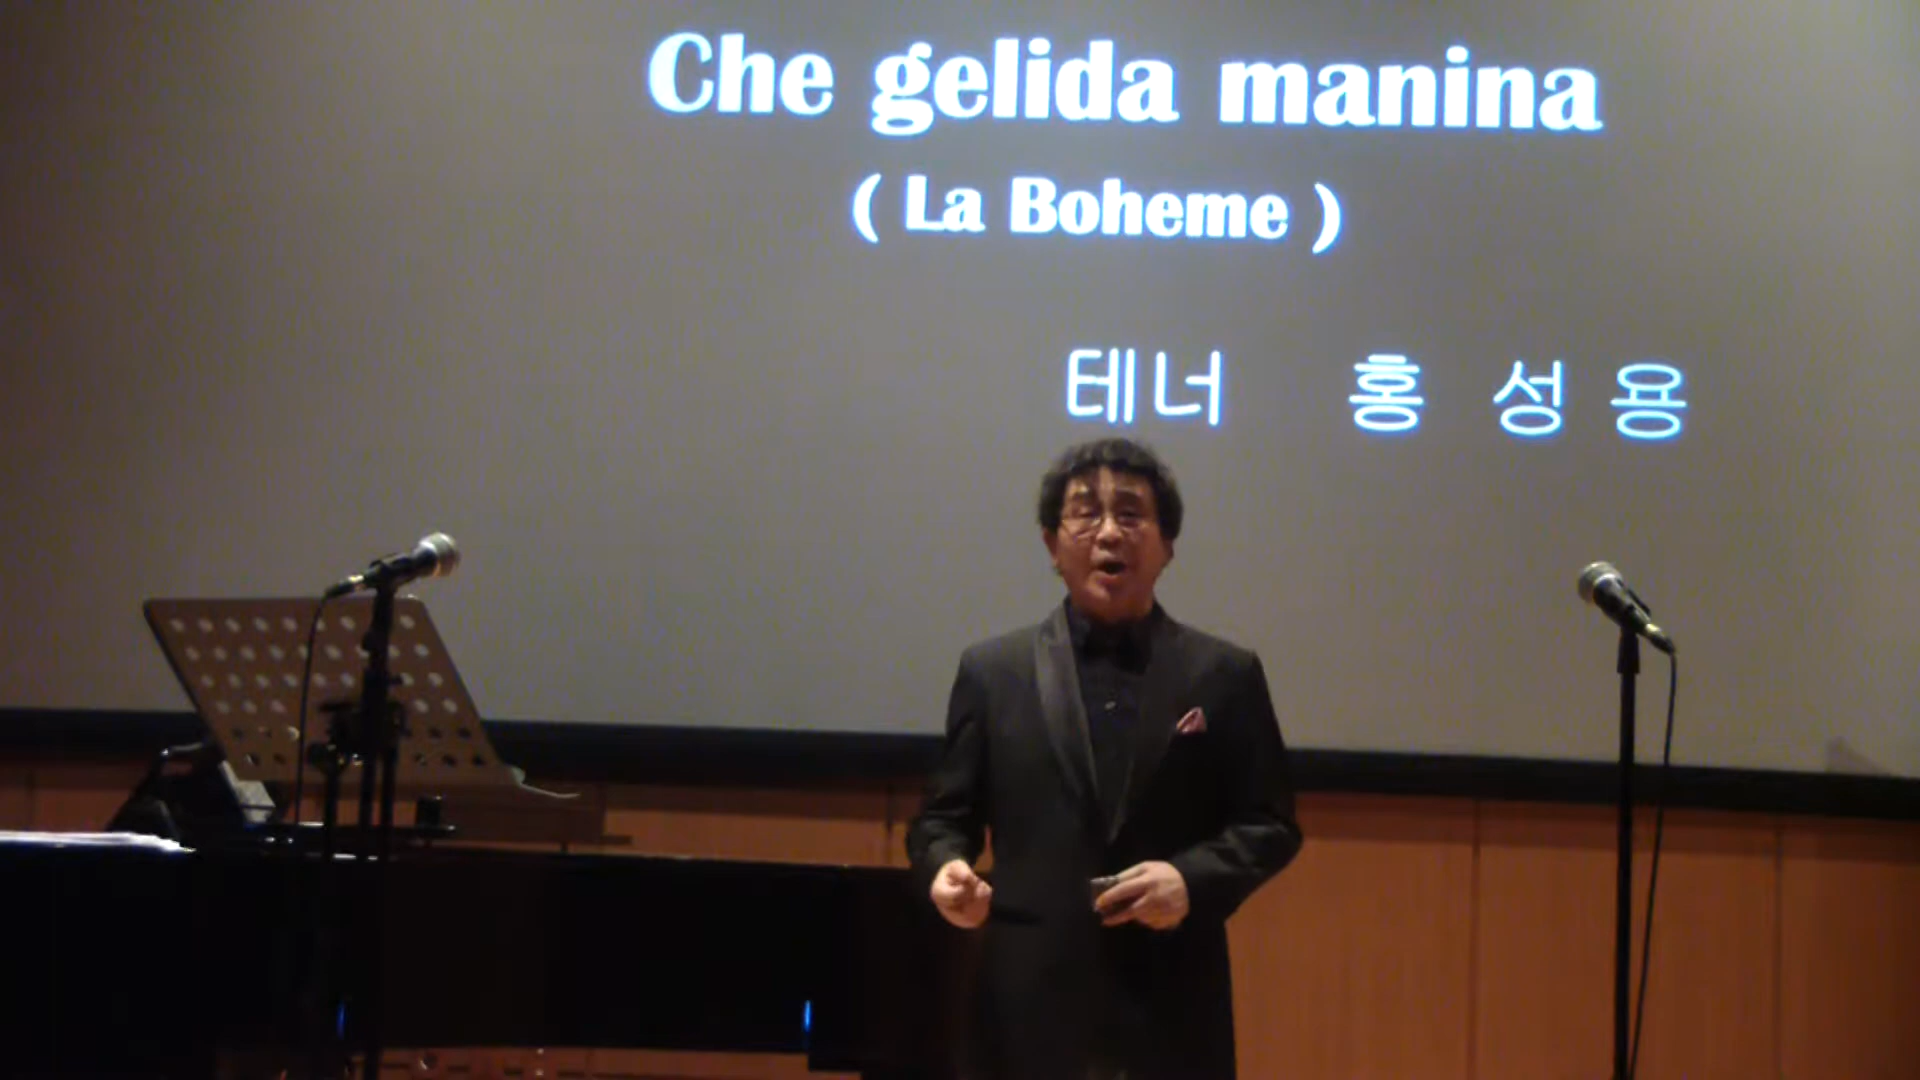 Che gelida manina
( La Boheme )
테너 홍 성 용